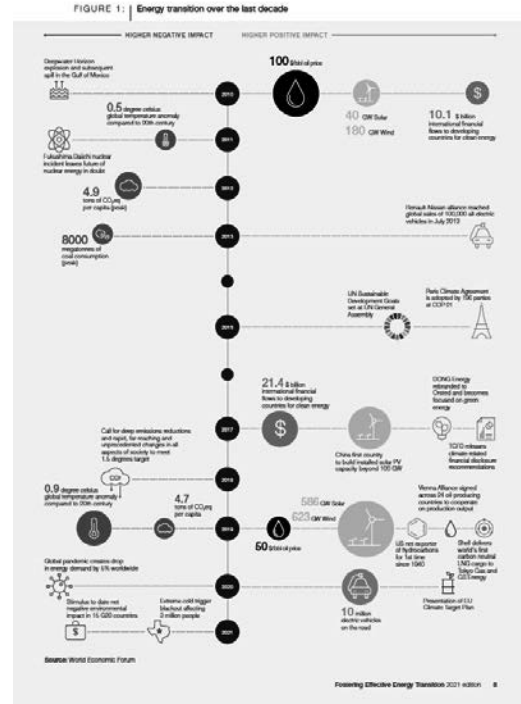 FIGURE 1: Energy transition over the last decade
HIGHER NEGATIVE IMPACT
HIGHER POSITIVE IMPACT
Deepwater Horizon
explosion and subsequent
spill in the Gulf of Mexico
100 $/bbl oil price
2010
40 GW Solar
180 GW Wind
10.1 $ billion
international financial
flows to developing
countries for clean energy
0.5 degree celsius
global temperature anomaly
compared to 20th century
2011
Fukushima Daiichi nuclear
incident leaves future of
nuclear energy in doubt
4.9
tons of CO₂eq
per capita (peak)
2012
8000
megatonnes of
coal consumption
(peak)
2013
Renault Nissan alliance reached
global sales of 100,000 all electric
vehicles in July 2013
UN Sustainable
Development Goals
set at UN General
Assembly
Paris Climate Agreement
is adopted by 196 parties
at COP21
2015
21.4 $ billion
international financial
flows to developing
countries for clean energy
2017
China first country
to build installed solar PV
capacity beyond 100 GW
DONG Energy
rebranded to
Orsted and becomes
focused on green
energy
TCFD releases
climate related
financial disclosure
recommendations
Call for deep emissions reductions
and rapid, far reaching and
unprecedented changes in all
aspects of society to meet
1.5 degrees target
2018
0.9 degree celsius
global temperature anomaly
compared to 20th century
4.7
tons of CO₂eq
per capita
2019
50 $/bbl oil price
586 GW Solar
623 GW Wind
Vienna Alliance signed
across 24 oil producing
countries to cooperate
on production output
US net exporter
of hydrocarbons
for 1st time
since 1940
Shell delivers
world's first
carbon neutral
LNG cargo to
Tokyo Gas and
GS Energy
Global pandemic creates drop
in energy demand by 5% worldwide
2020
10 million
electric vehicles
on the road
Presentation of EU
Climate Target Plan
Stimulus to date net
negative environmental
impact in 15 G20 countries
Extreme cold trigger
blackout affecting
3 million people
2021
Source: World Economic Forum
Fostering Effective Energy Transition 2021 edition